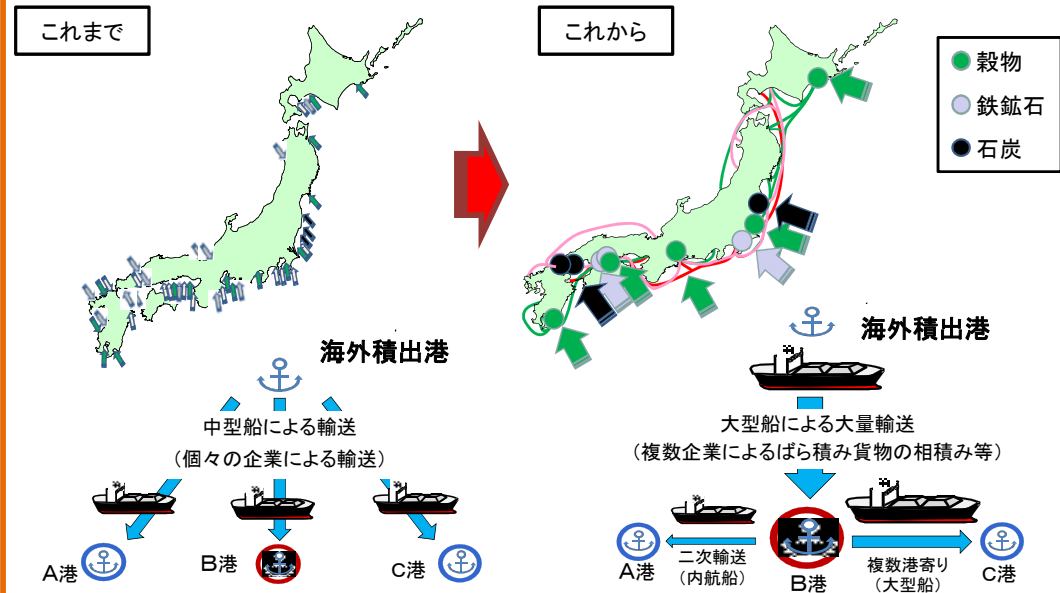 これまで
海外積出港
中型船による輸送
（個々の企業による輸送）
A港
B港
C港
これから
穀物
鉄鉱石
石炭
海外積出港
大型船による大量輸送
（複数企業によるばら積み貨物の相積み等）
A港
二次輸送
（内航船）
B港
複数港寄り
（大型船）
C港